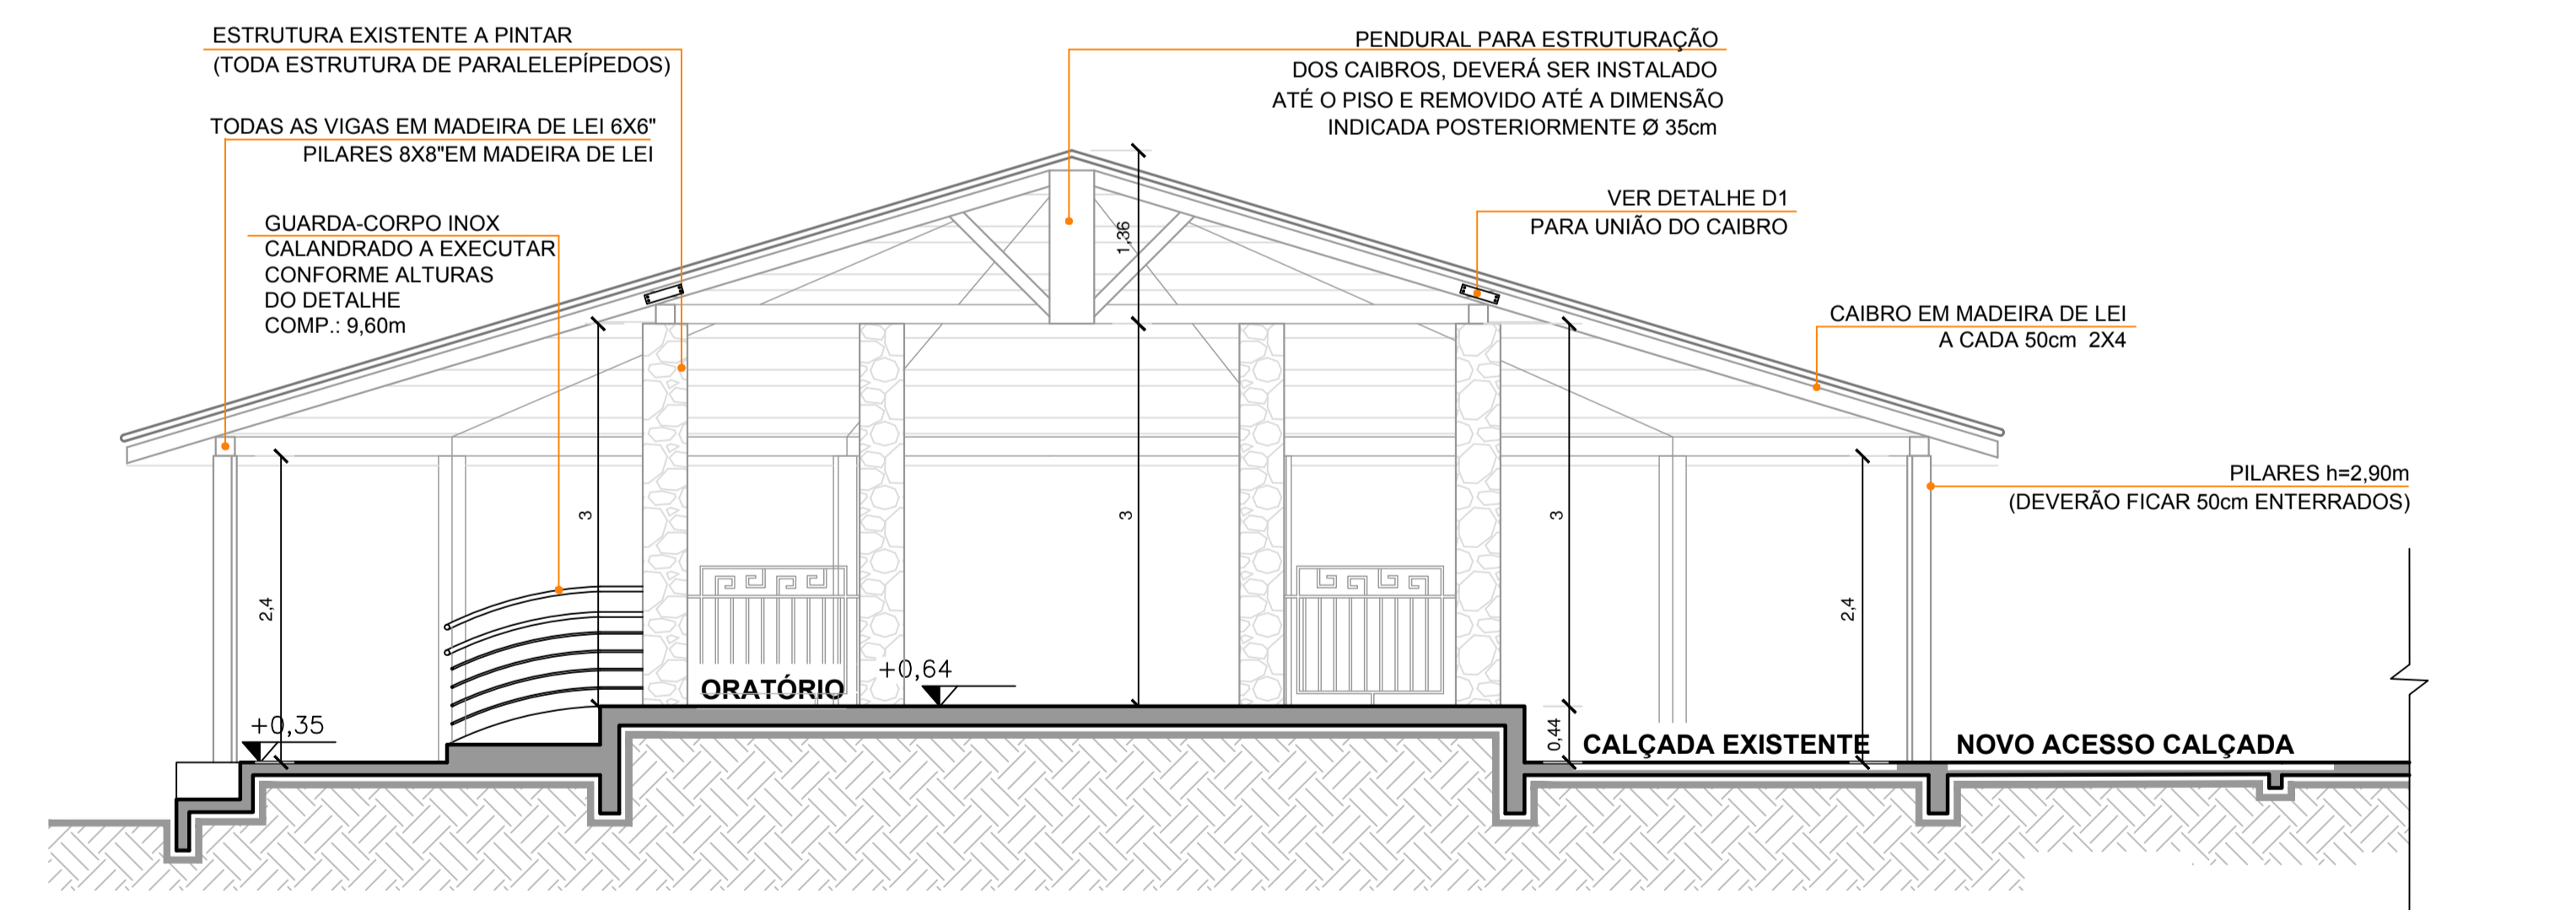 ESTRUTURA EXISTENTE A PINTAR
(TODA ESTRUTURA DE PARALELEPÍPEDOS)
TODAS AS VIGAS EM MADEIRA DE LEI 6X6"
PILARES 8X8"EM MADEIRA DE LEI
GUARDA-CORPO INOX
CALANDRADO A EXECUTAR
CONFORME ALTURAS
DO DETALHE
COMP.: 9,60m
PENDURAL PARA ESTRUTURAÇÃO
DOS CAIBROS, DEVERÁ SER INSTALADO
ATÉ O PISO E REMOVIDO ATÉ A DIMENSÃO
INDICADA POSTERIORMENTE Ø 35cm
VER DETALHE D1
PARA UNIÃO DO CAIBRO
CAIBRO EM MADEIRA DE LEI
A CADA 50cm 2X4
PILARES h=2,90m
(DEVERÃO FICAR 50cm ENTERRADOS)
1,36
3
3
3
2,4
2,4
0,44
+0,64
+0,35
ORATÓRIO
CALÇADA EXISTENTE
NOVO ACESSO CALÇADA